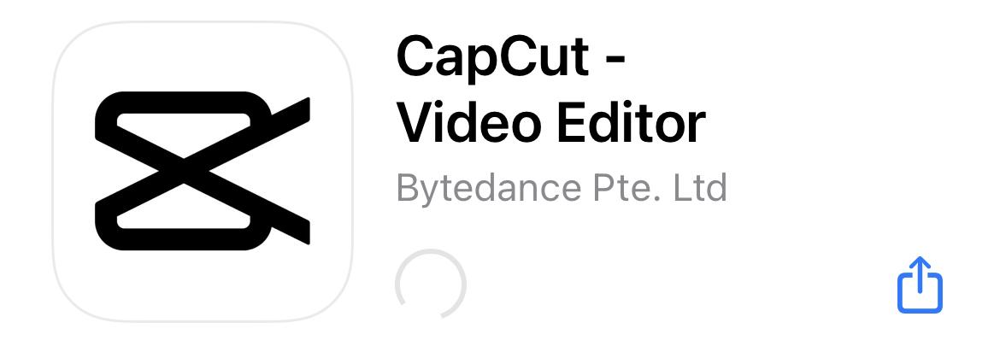 CapCut -
Video Editor
Bytedance Pte. Ltd